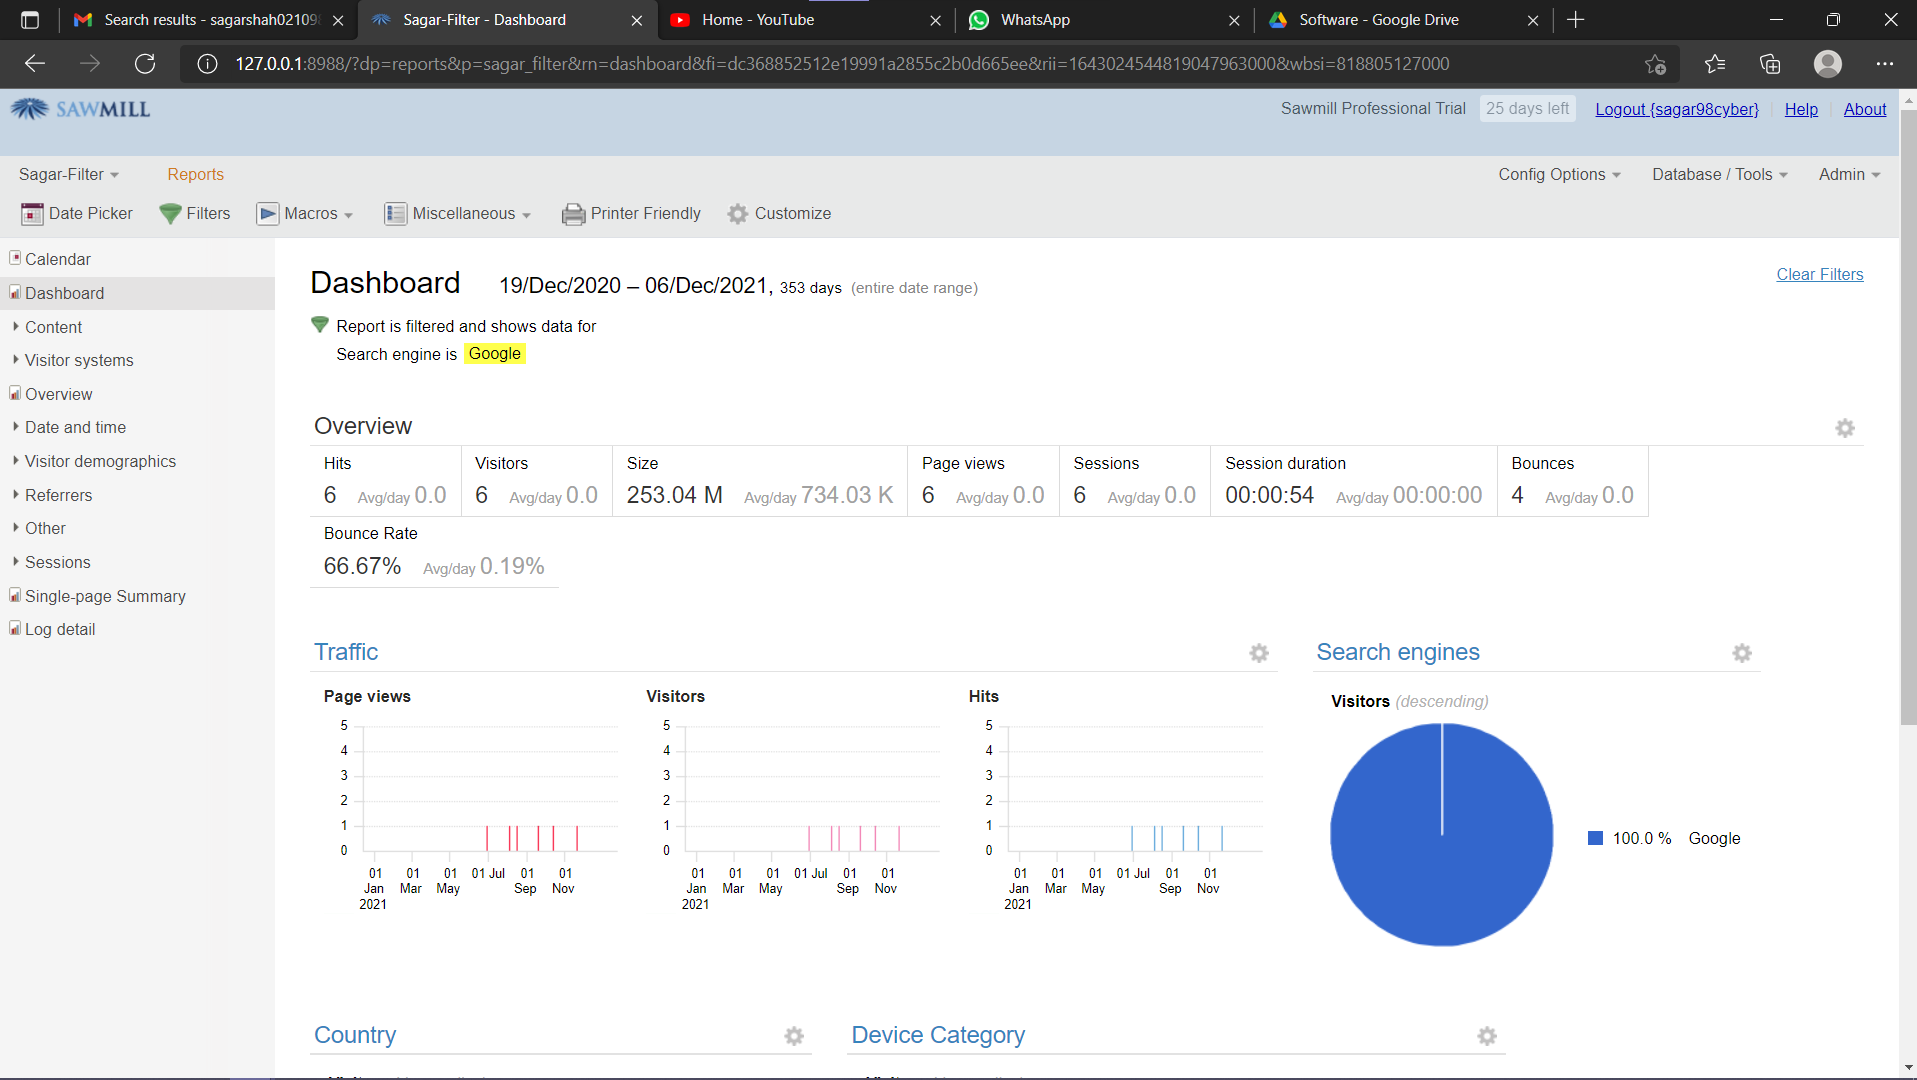 Search results - sagarshah02109
Sagar-Filter - Dashboard
Home - YouTube
WhatsApp
Software - Google Drive
127.0.0.1:8988/?dp=reports&p=sagar_filter&rn=dashboard&fi=dc368852512e19991a2855c2b0d665ee&rii=1643024544819047963000&wbsi=818805127000
SAWMILL
Sawmill Professional Trial 25 days left Logout {sagar98cyber} Help About
Sagar-Filter Reports Config Options Database / Tools Admin
Date Picker Filters Macros Miscellaneous Printer Friendly Customize
Calendar
Dashboard
Content
Visitor systems
Overview
Date and time
Visitor demographics
Referrers
Other
Sessions
Single-page Summary
Log detail
Dashboard 19/Dec/2020 – 06/Dec/2021, 353 days (entire date range)
Clear Filters
Report is filtered and shows data for
Search engine is Google
Overview
Hits
6 Avg/day 0.0
Visitors
6 Avg/day 0.0
Size
253.04 M Avg/day 734.03 K
Page views
6 Avg/day 0.0
Sessions
6 Avg/day 0.0
Session duration
00:00:54 Avg/day 00:00:00
Bounces
4 Avg/day 0.0
Bounce Rate
66.67% Avg/day 0.19%
Traffic
Page views
5
4
3
2
1
0
01 01 01 01 Jul 01 01
Jan Mar May Sep Nov
2021
Visitors
5
4
3
2
1
0
01 01 01 01 Jul 01 01
Jan Mar May Sep Nov
2021
Hits
5
4
3
2
1
0
01 01 01 01 Jul 01 01
Jan Mar May Sep Nov
2021
Search engines
Visitors (descending)
100.0 % Google
Country
Device Category